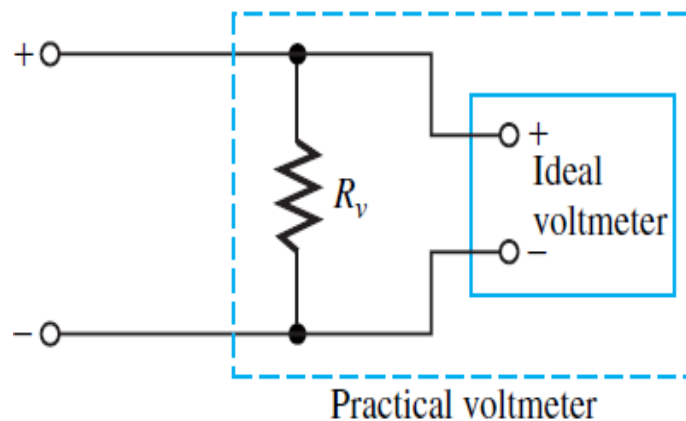 +
+
Ideal
voltmeter
R_v
−
−
Practical voltmeter